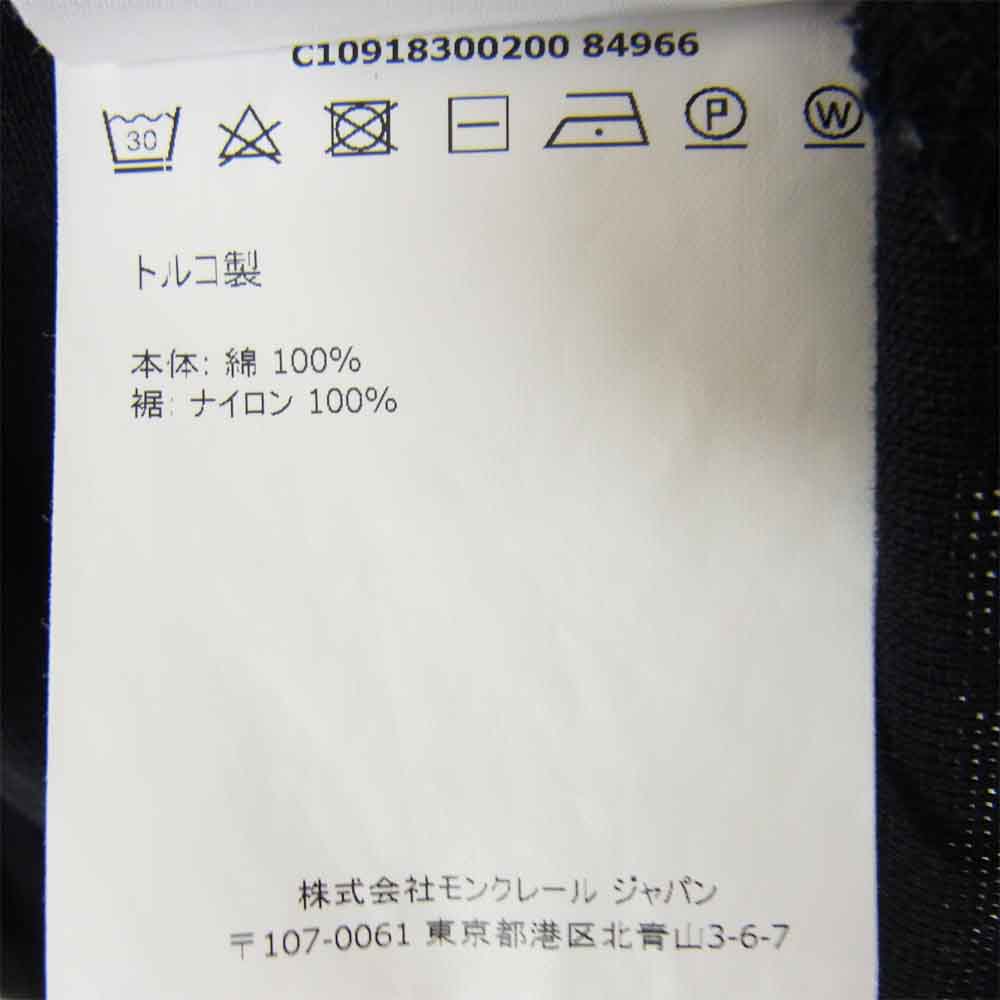 C10918300200 84966
30 P W
トルコ製
本体: 綿 100%
裾: ナイロン 100%
株式会社モンクレール ジャパン
〒107-0061 東京都港区北青山3-6-7